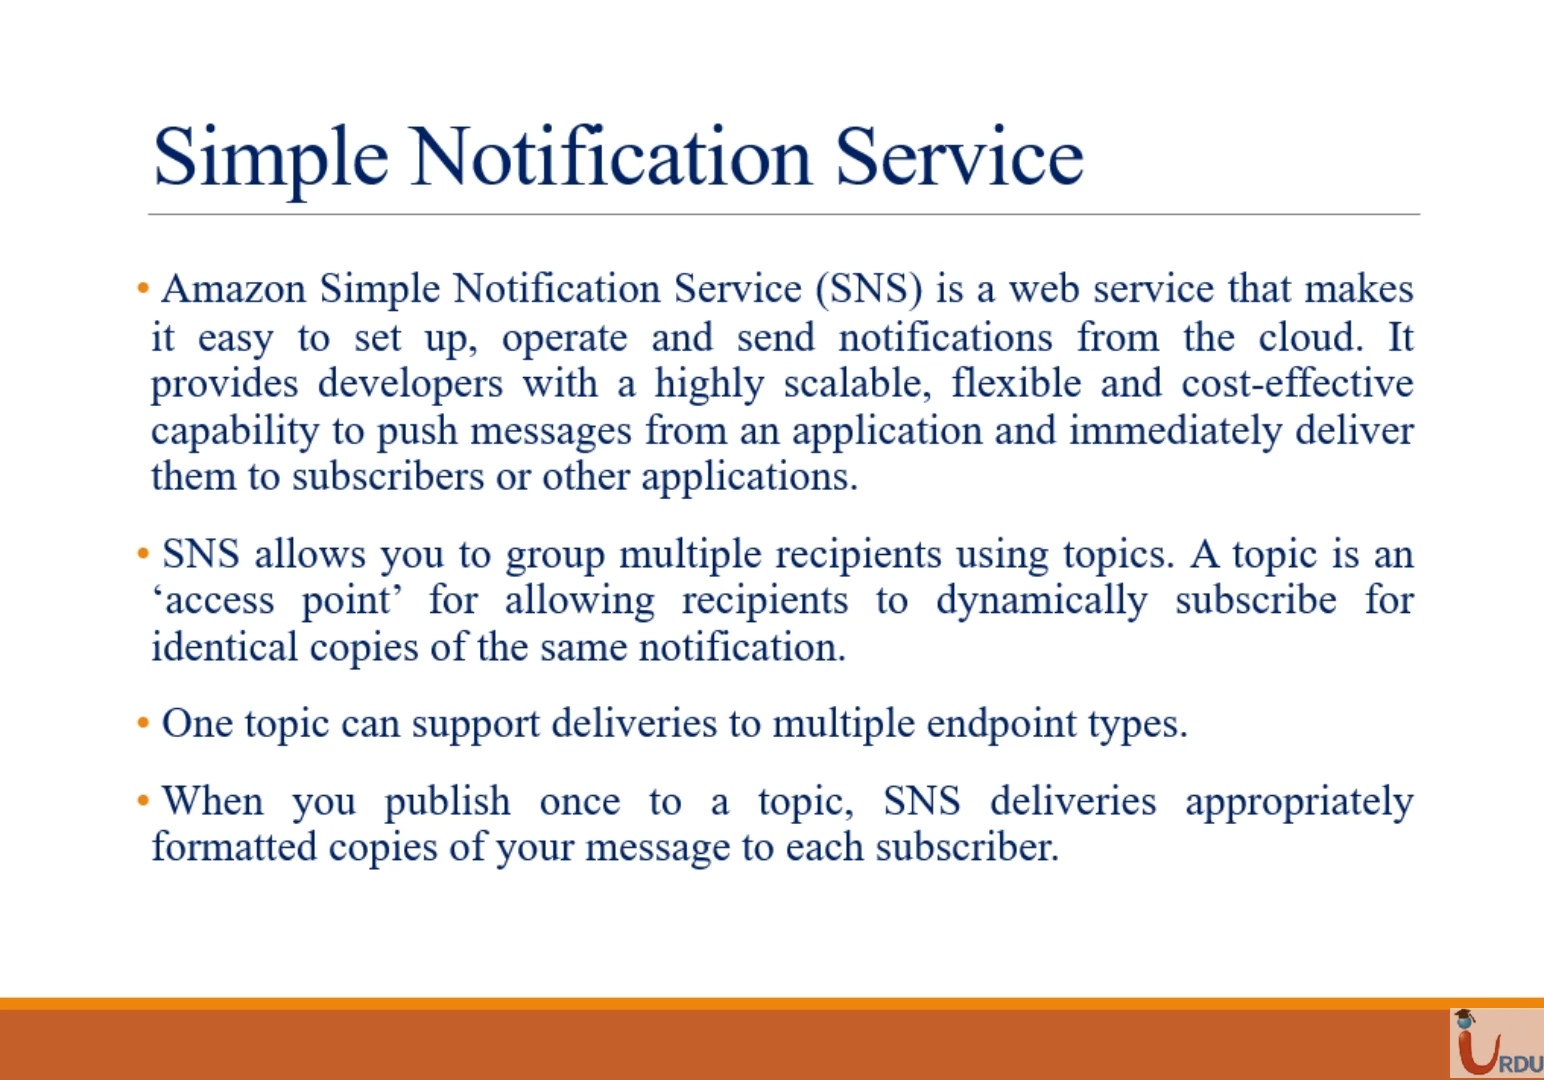 Simple Notification Service
• Amazon Simple Notification Service (SNS) is a web service that makes
it easy to set up, operate and send notifications from the cloud. It
provides developers with a highly scalable, flexible and cost-effective
capability to push messages from an application and immediately deliver
them to subscribers or other applications.
• SNS allows you to group multiple recipients using topics. A topic is an
‘access point’ for allowing recipients to dynamically subscribe for
identical copies of the same notification.
• One topic can support deliveries to multiple endpoint types.
• When you publish once to a topic, SNS deliveries appropriately
formatted copies of your message to each subscriber.
iURDU